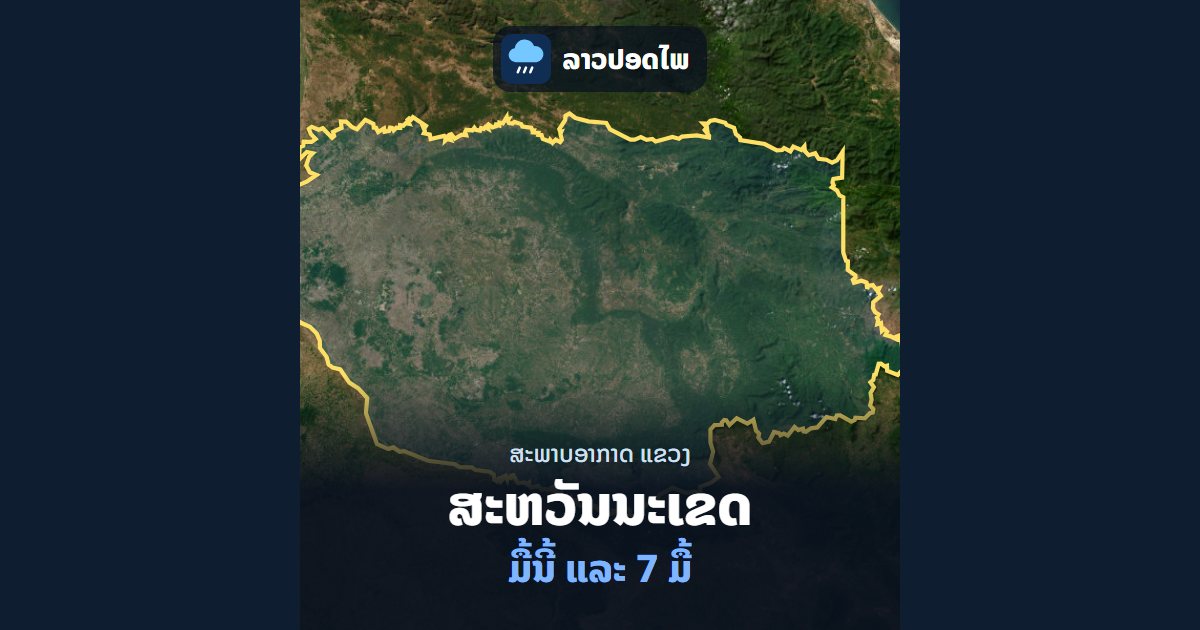 ລາວປອດໄພ
ສະພາບອາກາດ ແຂວງ
ສະຫວັນນະເຂດ
ມື້ນີ້ ແລະ 7 ມື້